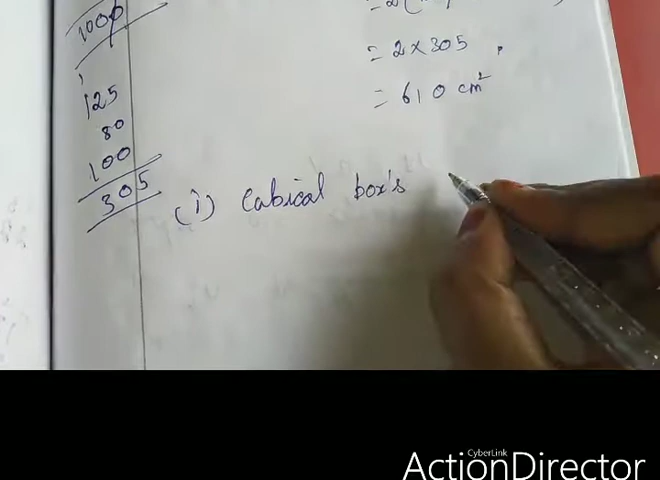 1000
= 2 × 305
125
= 610 cm²
80
100
305
(i) Cubical box's
CyberLink
ActionDirector